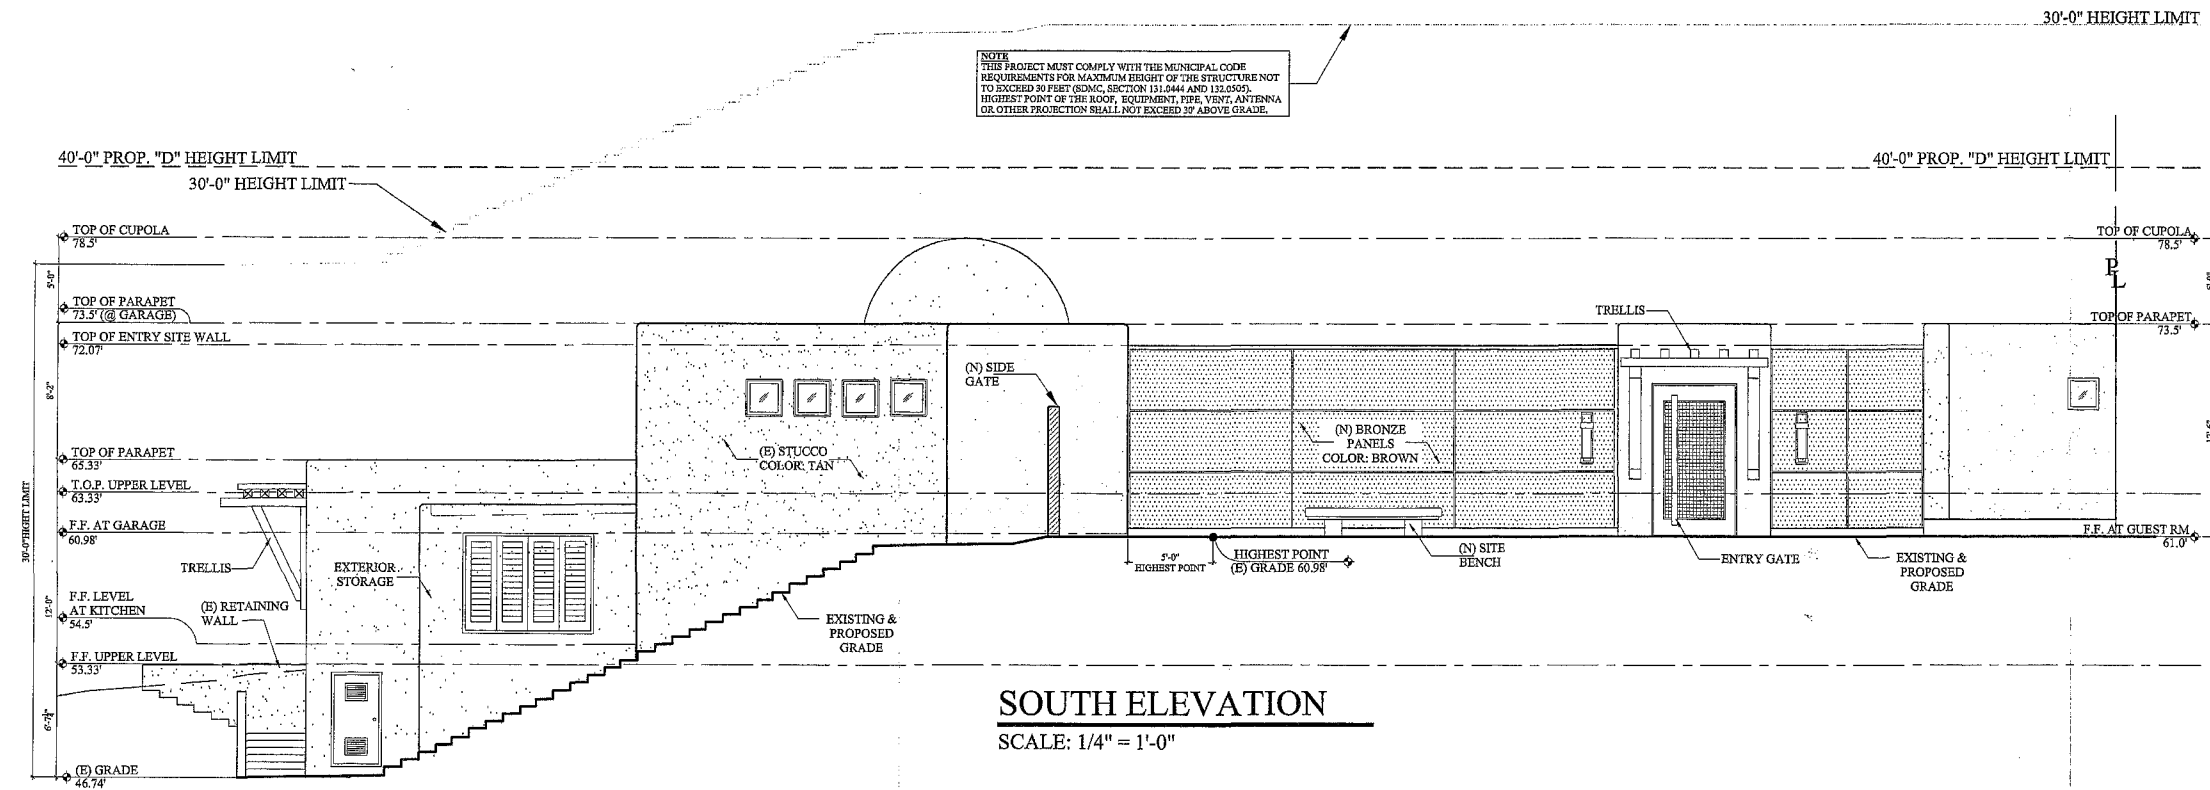 30'-0" HEIGHT LIMIT
NOTE
THIS PROJECT MUST COMPLY WITH THE MUNICIPAL CODE
REQUIREMENTS FOR MAXIMUM HEIGHT OF THE STRUCTURE NOT
TO EXCEED 30 FEET (SDMC, SECTION 131.0444 AND 132.0505).
HIGHEST POINT OF THE ROOF, EQUIPMENT, PIPE, VENT, ANTENNA
OR OTHER PROJECTION SHALL NOT EXCEED 30' ABOVE GRADE.
40'-0" PROP. "D" HEIGHT LIMIT
40'-0" PROP. "D" HEIGHT LIMIT
30'-0" HEIGHT LIMIT
TOP OF CUPOLA
78.5'
TOP OF CUPOLA
78.5'
PL
5'-0"
TOP OF PARAPET
73.5' (@ GARAGE)
TRELLIS
TOP OF PARAPET
73.5'
TOP OF ENTRY SITE WALL
72.07'
8'-2"
(N) SIDE
GATE
(E) STUCCO
COLOR: TAN
(N) BRONZE
PANELS
COLOR: BROWN
TOP OF PARAPET
65.33'
T.O.P. UPPER LEVEL
63.33'
30'-0" HEIGHT LIMIT
F.F. AT GARAGE
60.98'
F.F. AT GUEST RM
61.0'
TRELLIS
EXTERIOR
STORAGE
5'-0"
HIGHEST POINT
HIGHEST POINT
(E) GRADE 60.98'
(N) SITE
BENCH
ENTRY GATE
EXISTING &
PROPOSED
GRADE
12'-0"
F.F. LEVEL
AT KITCHEN
54.5'
(E) RETAINING
WALL
EXISTING &
PROPOSED
GRADE
F.F. UPPER LEVEL
53.33'
(E) GRADE
46.74'
SOUTH ELEVATION
SCALE: 1/4" = 1'-0"